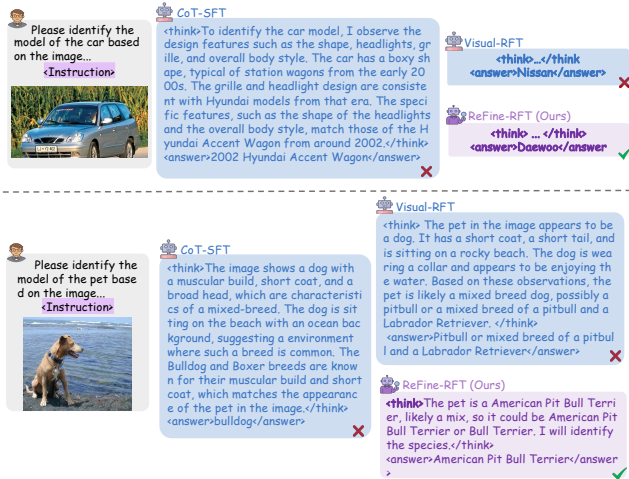 Please identify the
model of the car based
on the image...
<Instruction>
CoT-SFT
<think>To identify the car model, I observe the
design features such as the shape, headlights, gr
ille, and overall body style. The car has a boxy sh
ape, typical of station wagons from the early 20
00s. The grille and headlight design are consiste
nt with Hyundai models from that era. The speci
fic features, such as the shape of the headlights
and the overall body style, match those of the H
yundai Accent Wagon from around 2002.</think>
<answer>2002 Hyundai Accent Wagon</answer>
Visual-RFT
<think>...</think
<answer>Nissan</answer>
ReFine-RFT (Ours)
<think> ... </think>
<answer>Daewoo</answer
Please identify the
model of the pet base
d on the image...
<Instruction>
CoT-SFT
<think>The image shows a dog with
a muscular build, short coat, and a
broad head, which are characteristi
cs of a mixed-breed. The dog is sit
ting on the beach with an ocean bac
kground, suggesting a environment
where such a breed is common. The
Bulldog and Boxer breeds are know
n for their muscular build and short
coat, which matches the appearanc
e of the pet in the image.</think>
<answer>bulldog</answer>
Visual-RFT
<think> The pet in the image appears to be
a dog. It has a short coat, a short tail, and
is sitting on a rocky beach. The dog is wea
ring a collar and appears to be enjoying th
e water. Based on these observations, the
pet is likely a mixed breed dog, possibly a
pitbull or a mixed breed of a pitbull and a
Labrador Retriever. </think>
<answer>Pitbull or mixed breed of a pitbul
l and a Labrador Retriever</answer>
ReFine-RFT (Ours)
<think>The pet is a American Pit Bull Terri
er, likely a mix, so it could be American Pit
Bull Terrier or Bull Terrier. I will identify
the species.</think>
<answer>American Pit Bull Terrier</answer
>